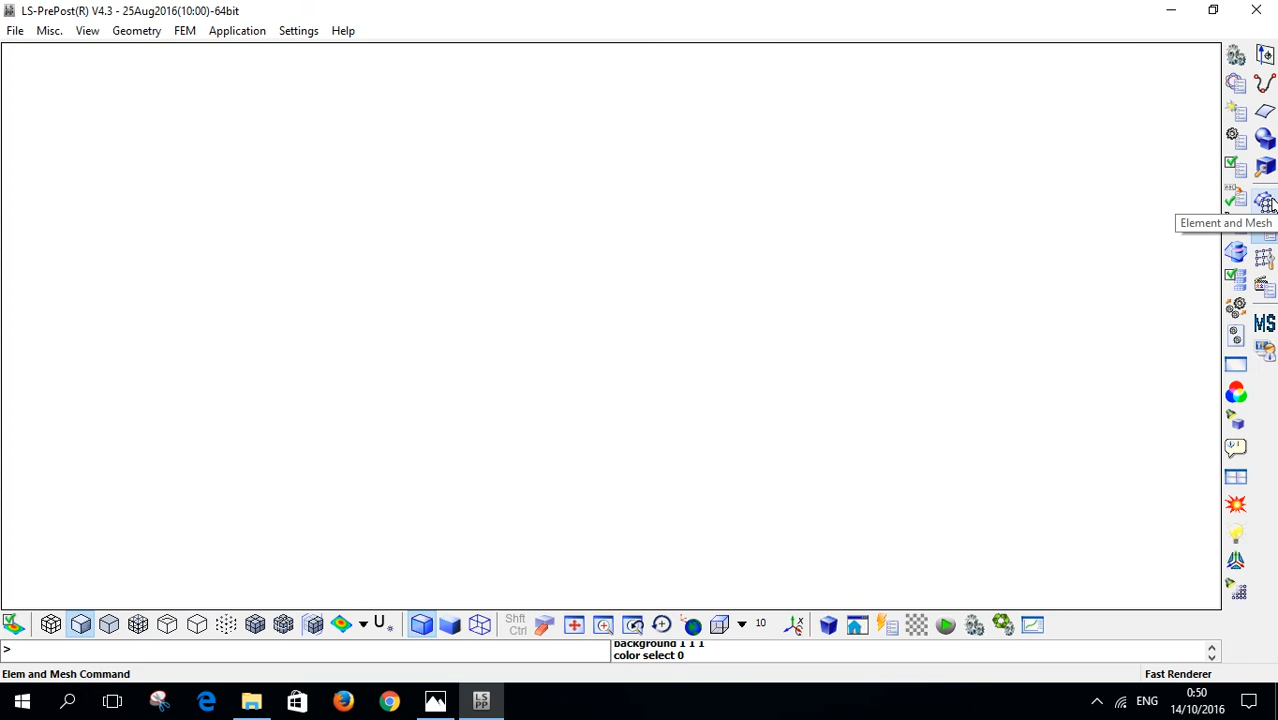 LS-PrePost(R) V4.3 - 25Aug2016(10:00)-64bit
File Misc. View Geometry FEM Application Settings Help
Element and Mesh
MS
U
Shft
Ctrl
10
>
background 1 1 1
color select 0
Elem and Mesh Command
Fast Renderer
LS
PP
ENG
0:50
14/10/2016